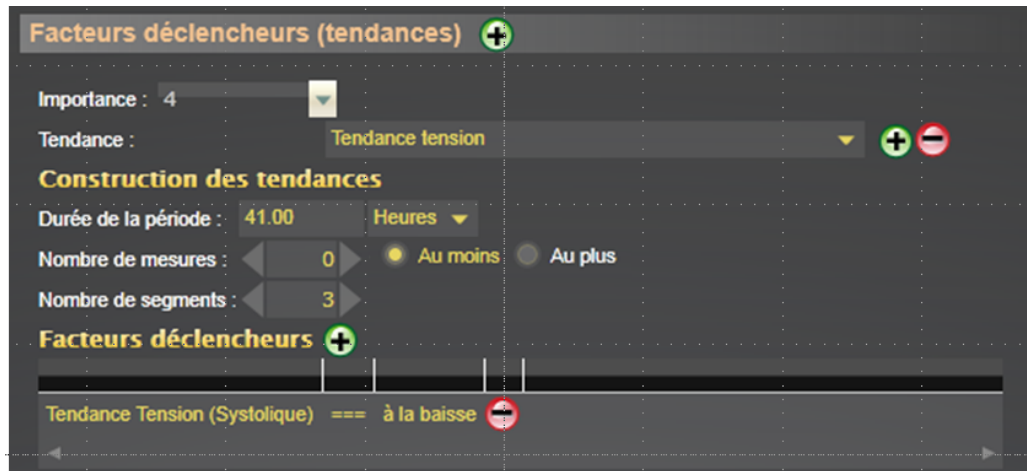 Facteurs déclencheurs (tendances)
Importance : 4
Tendance : Tendance tension
Construction des tendances
Durée de la période : 41.00 Heures
Nombre de mesures : 0 Au moins Au plus
Nombre de segments : 3
Facteurs déclencheurs
Tendance Tension (Systolique) === à la baisse